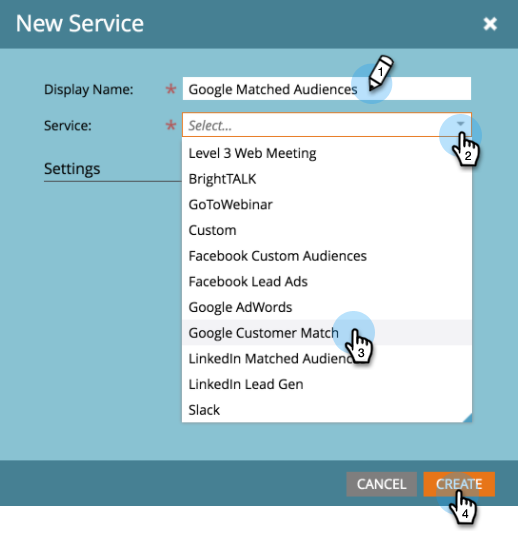 New Service
Display Name: * Google Matched Audiences
1
Service: * Select...
2
Settings
Level 3 Web Meeting
BrightTALK
GoToWebinar
Custom
Facebook Custom Audiences
Facebook Lead Ads
Google AdWords
Google Customer Match
3
LinkedIn Matched Audienc
LinkedIn Lead Gen
Slack
CANCEL
CREATE
4